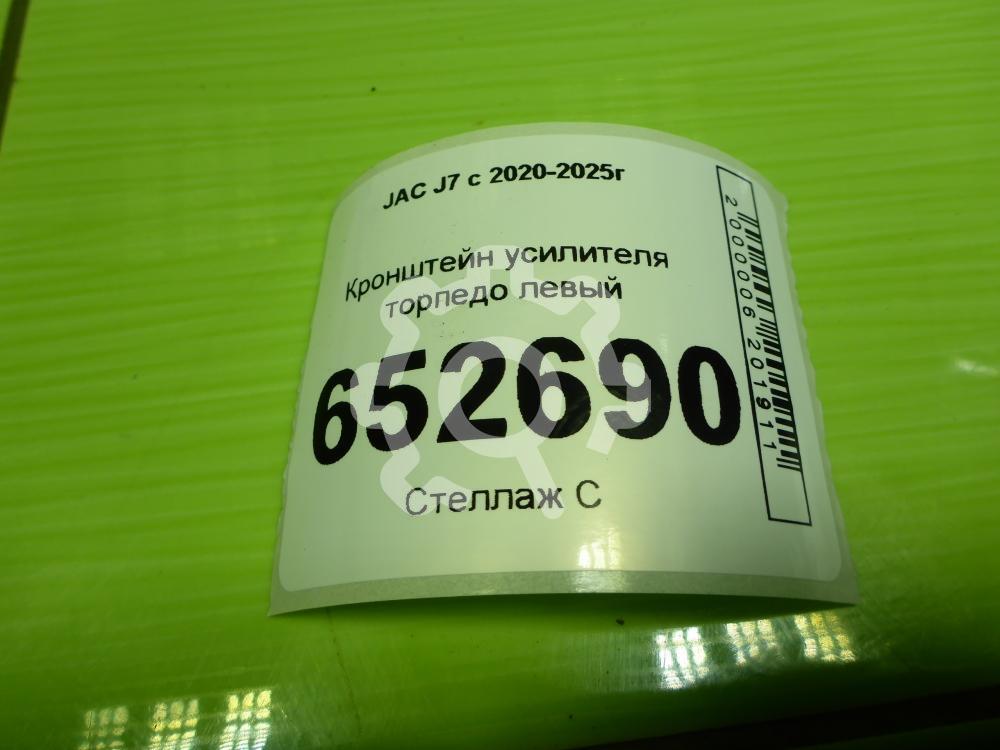 JAC J7 с 2020-2025г
Кронштейн усилителя
торпедо левый
652690
Стеллаж С
2000006201911